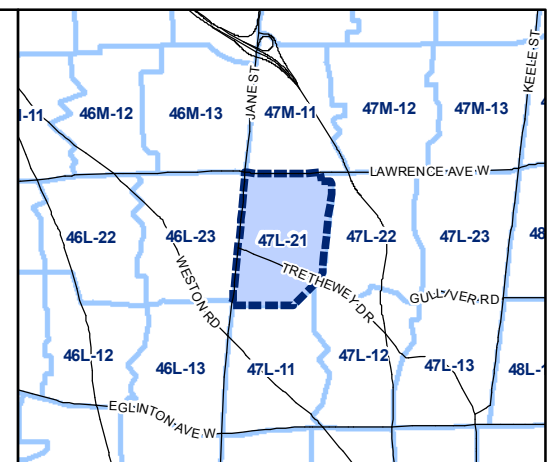 JANE ST
KEELE ST
-11
46M-12
46M-13
47M-11
47M-12
47M-13
LAWRENCE AVE W
46L-22
46L-23
47L-21
47L-22
47L-23
48
WESTON RD
TRETHEWEY DR
GULLYVER RD
46L-12
46L-13
47L-11
47L-12
47L-13
48L-1
EGLINTON AVE W